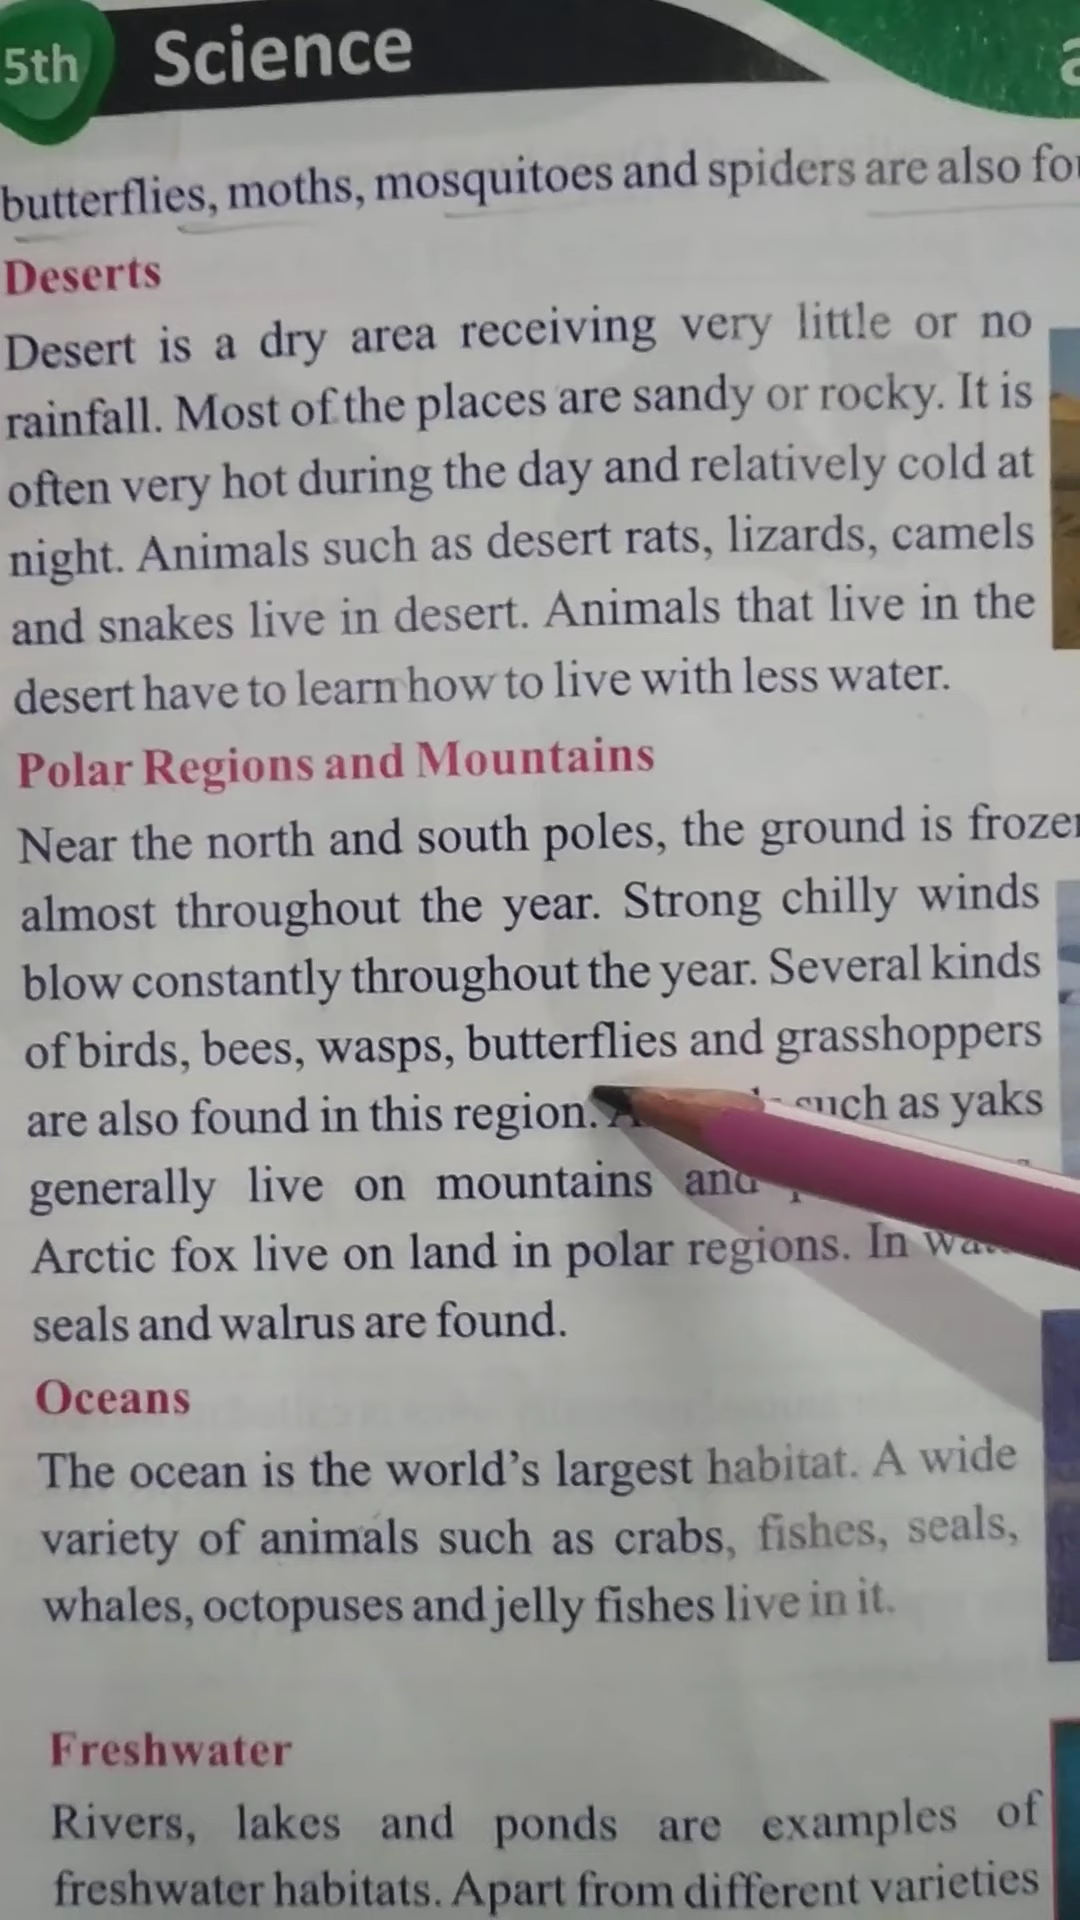 5th Science
butterflies, moths, mosquitoes and spiders are also
Deserts
Desert is a dry area receiving very little or no
rainfall. Most of the places are sandy or rocky. It is
often very hot during the day and relatively cold at
night. Animals such as desert rats, lizards, camels
and snakes live in desert. Animals that live in the
desert have to learn how to live with less water.
Polar Regions and Mountains
Near the north and south poles, the ground is
almost throughout the year. Strong chilly winds
blow constantly throughout the year. Several kinds
of birds, bees, wasps, butterflies and grasshoppers
are also found in this region. such as yaks
generally live on mountains and
Arctic fox live on land in polar regions. In
seals and walrus are found.
Oceans
The ocean is the world's largest habitat. A wide
variety of animals such as crabs, fishes, seals,
whales, octopuses and jelly fishes live in it.
Freshwater
Rivers, lakes and ponds are examples of
freshwater habitats. Apart from different varieties